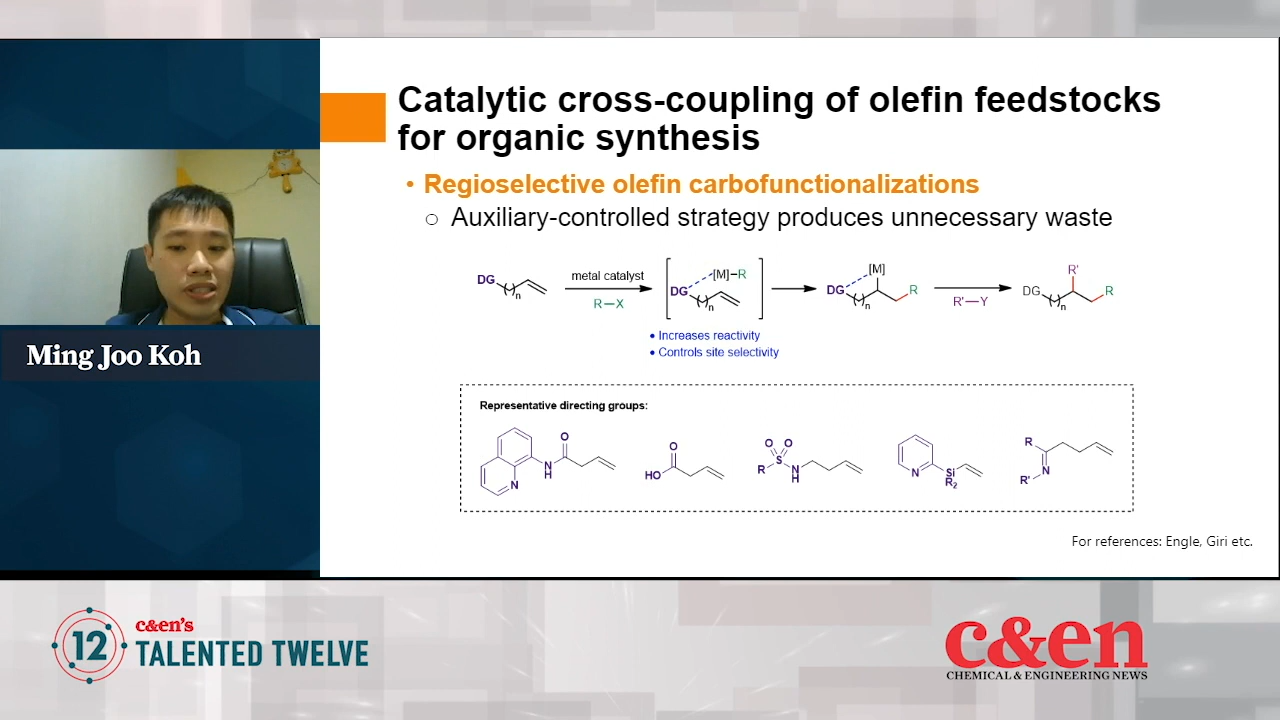 Catalytic cross-coupling of olefin feedstocks
for organic synthesis
• Regioselective olefin carbofunctionalizations
○ Auxiliary-controlled strategy produces unnecessary waste
DG
n
metal catalyst
R—X
DG
[M]—R
n
DG
[M]
n
R
R'—Y
DG
n
R'
R
• Increases reactivity
• Controls site selectivity
Representative directing groups:
N
N
H
O
HO
O
R
S
O O
N
H
N
Si
R2
R
N
R'
For references: Engle, Giri etc.
Ming Joo Koh
12
c&en's
TALENTED TWELVE
c&en
CHEMICAL & ENGINEERING NEWS